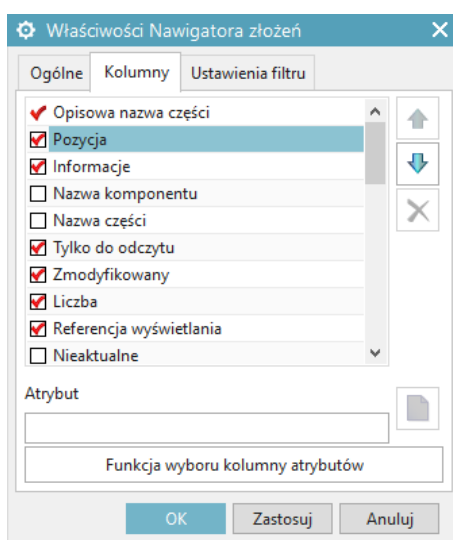 Właściwości Nawigatora złożeń
Ogólne Kolumny Ustawienia filtru
Opisowa nazwa części
Pozycja
Informacje
Nazwa komponentu
Nazwa części
Tylko do odczytu
Zmodyfikowany
Liczba
Referencja wyświetlania
Nieaktualne
Atrybut
Funkcja wyboru kolumny atrybutów
OK Zastosuj Anuluj